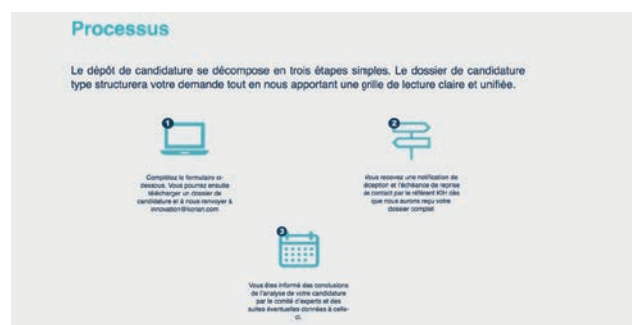 Processus
Le dépôt de candidature se décompose en trois étapes simples. Le dossier de candidature
type structurera votre demande tout en nous apportant une grille de lecture claire et unifiée.
1
Complétez le formulaire ci-
dessous. Vous pourrez ensuite
télécharger un dossier de
candidature et à nous renvoyer à
innovation@korian.com
2
Vous recevez une notification de
réception et l'échéance de reprise
de contact par le référent KIH dès
que nous aurons reçu votre
dossier complet
3
Vous êtes informé des conclusions
de l'analyse de votre candidature
par le comité d'experts et des
suites éventuelles données à celle-
ci.